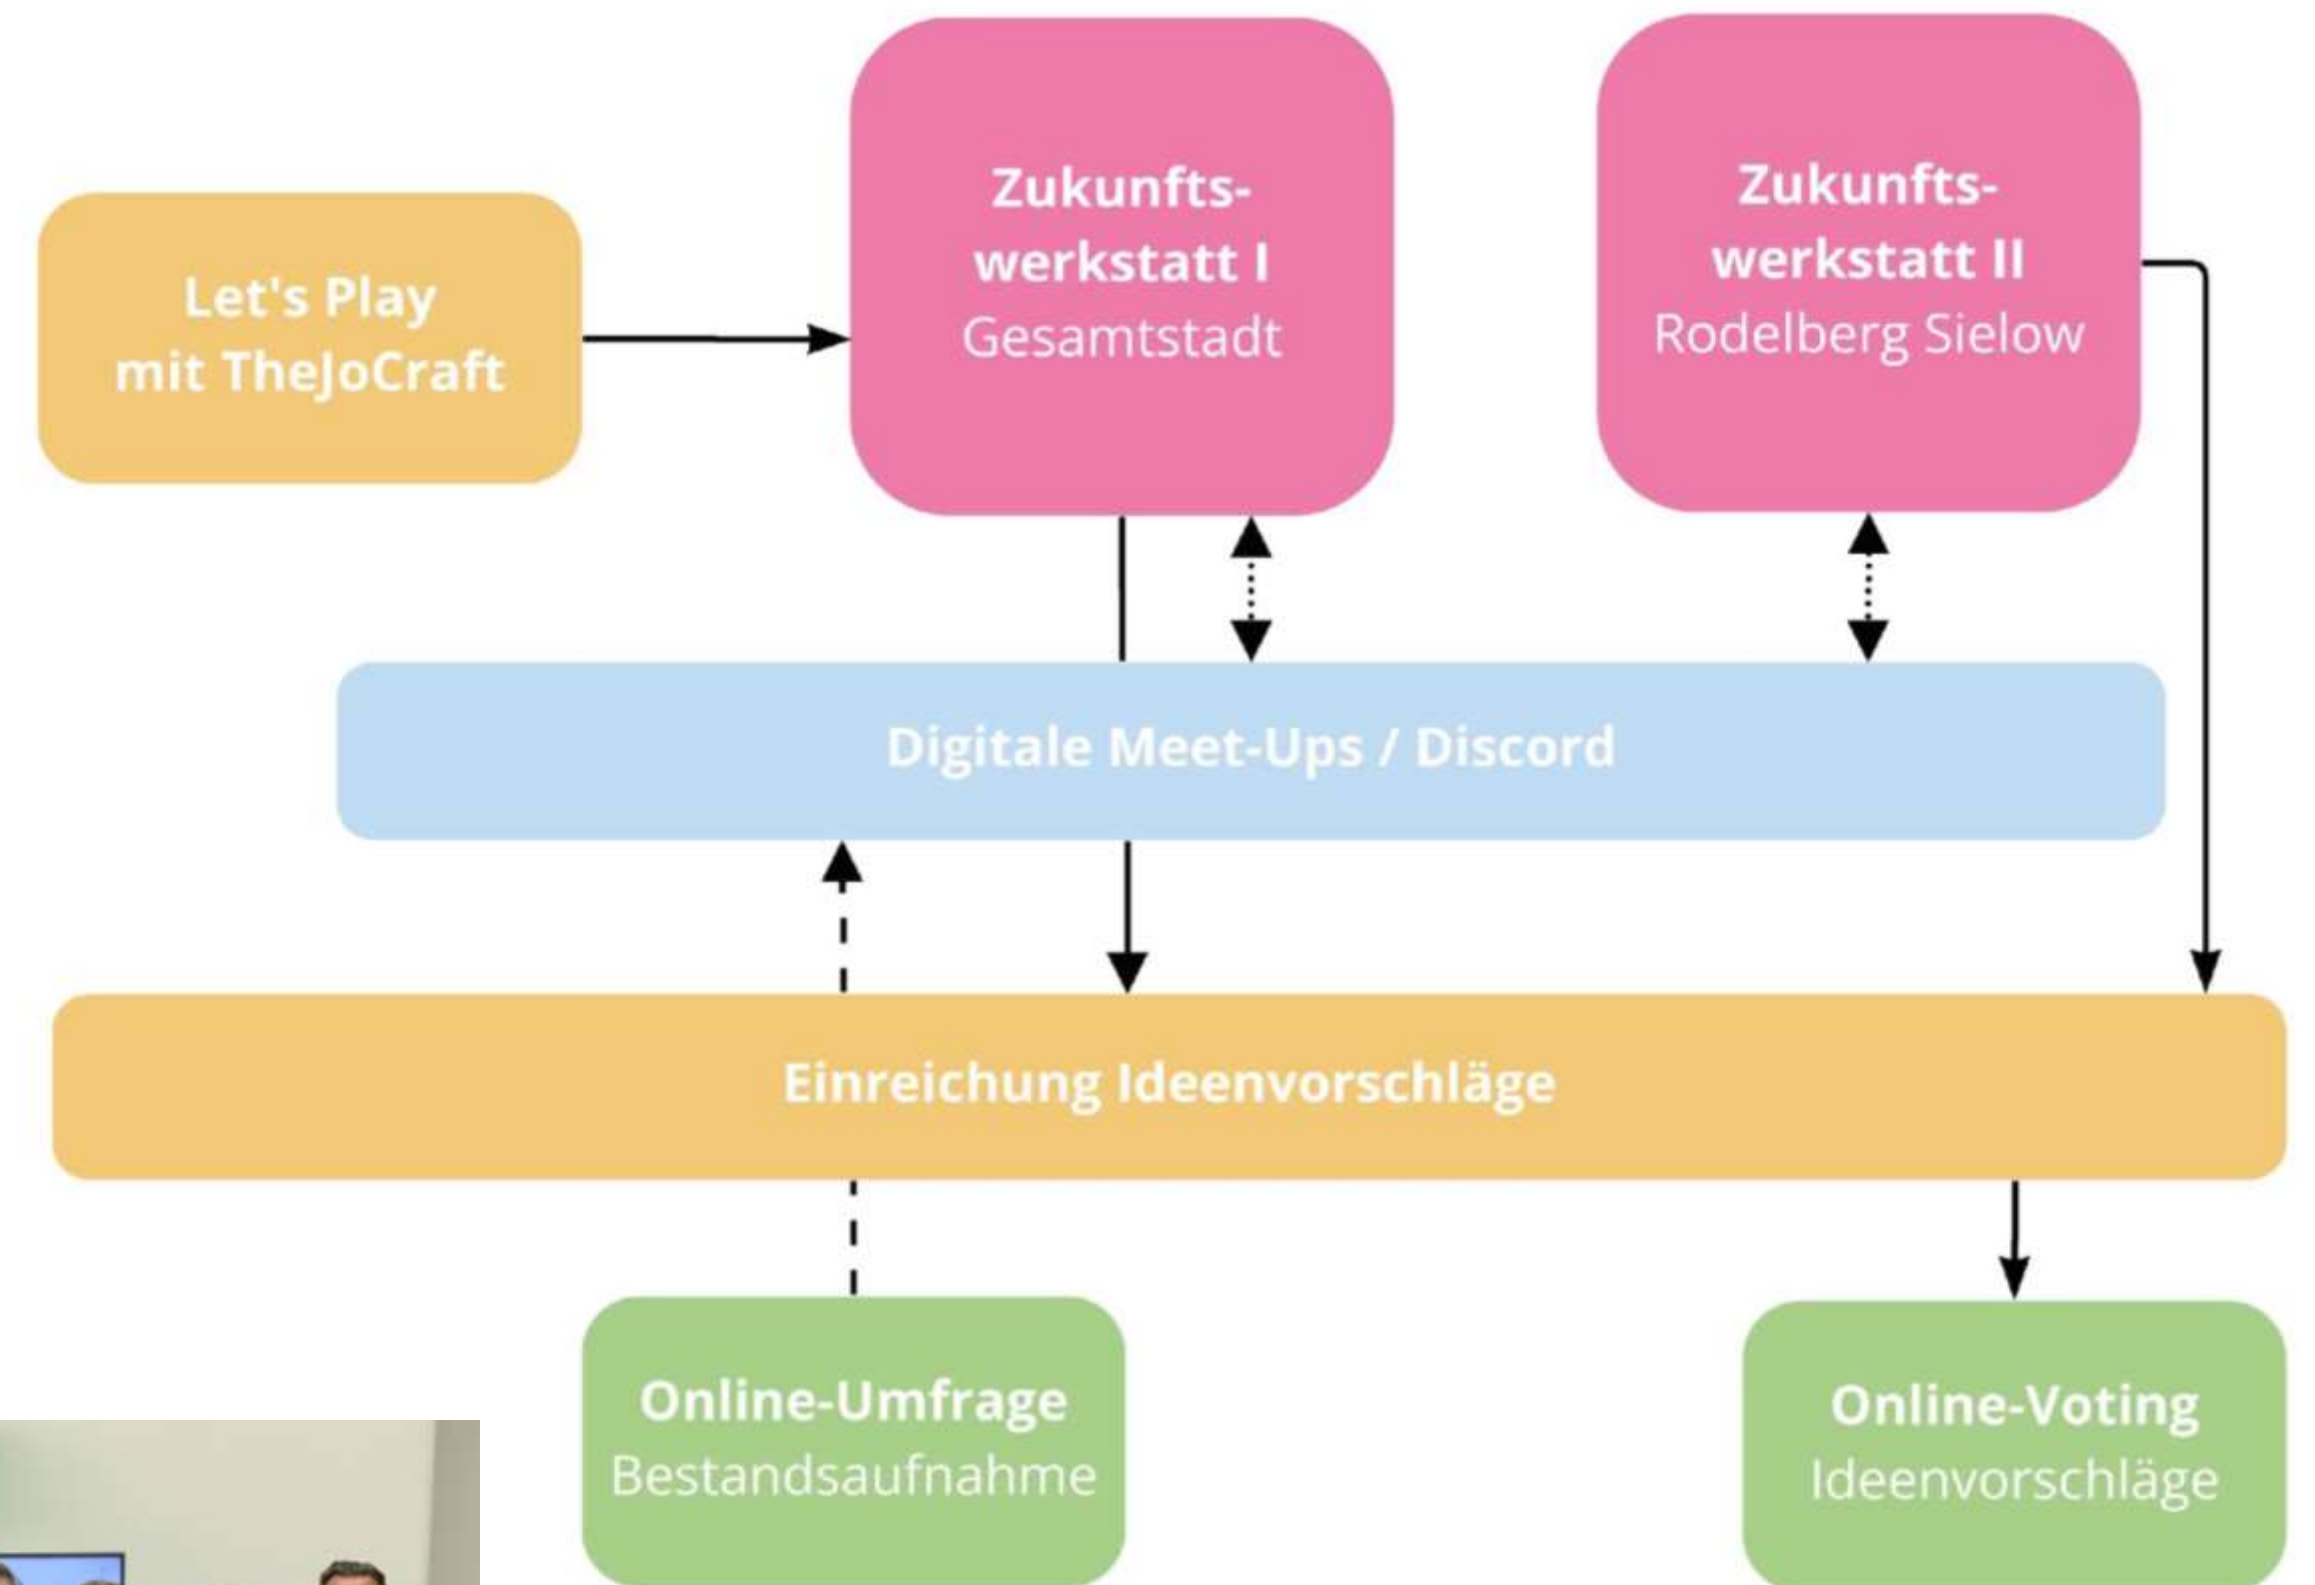 Zukunfts-
werkstatt I
Gesamtstadt
Zukunfts-
werkstatt II
Rodelberg Sielow
Let's Play
mit TheJoCraft
Digitale Meet-Ups / Discord
Einreichung Ideenvorschläge
Online-Umfrage
Bestandsaufnahme
Online-Voting
Ideenvorschläge